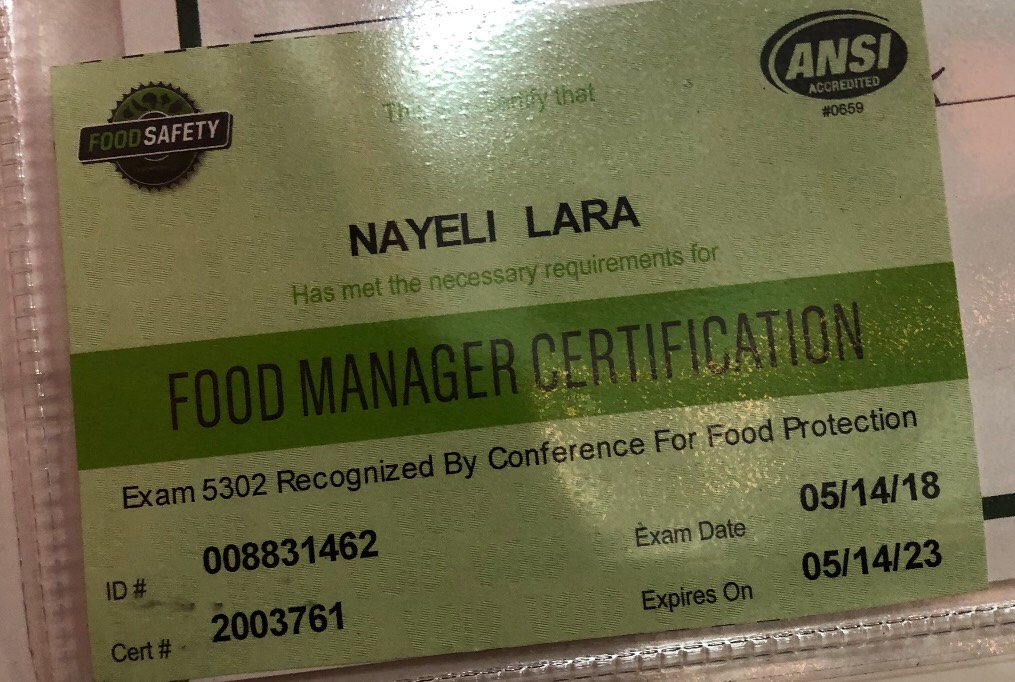 FOODSAFETY
ANSI
ACCREDITED
#0659
that
NAYELI LARA
Has met the necessary requirements for
FOOD MANAGER CERTIFICATION
Exam 5302 Recognized By Conference For Food Protection
ID # 008831462
Exam Date 05/14/18
Cert # 2003761
Expires On 05/14/23